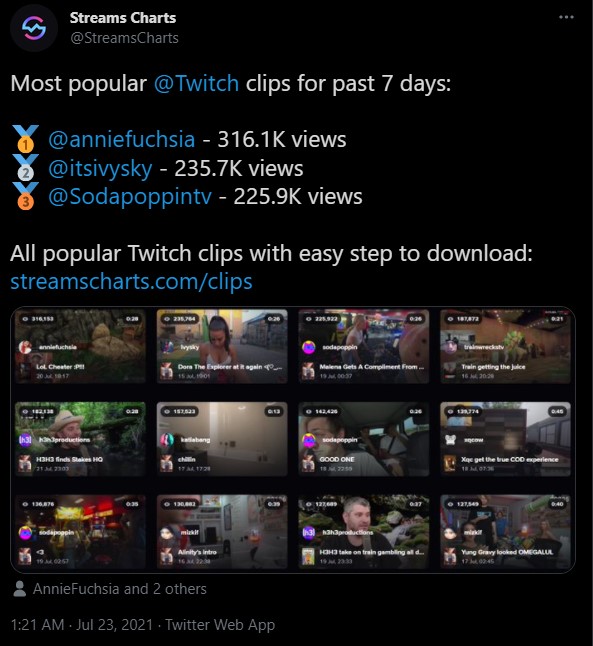 Streams Charts
@StreamsCharts
Most popular @Twitch clips for past 7 days:
1 @anniefuchsia - 316.1K views
2 @itsivysky - 235.7K views
3 @Sodapoppintv - 225.9K views
All popular Twitch clips with easy step to download:
streamscharts.com/clips
316,153 0:28 235,764 0:26 225,922 0:26 187,872 0:21
anniefuchsia ivysky sodapoppin trainwreckstv
LoL Cheater :P!!! Dora The Explorer at it again Malena Gets A Compliment From ... Train getting the juice
20 Jul, 18:17 15 Jul, 19:01 19 Jul, 00:37 15 Jul, 20:28
182,138 0:28 157,523 0:13 142,426 0:26 139,774 0:45
h3h3productions katiabang sodapoppin xqcow
H3H3 finds Stakes HQ chillin GOOD ONE Xqc get the true COD experience
21 Jul, 23:03 17 Jul, 17:28 18 Jul, 22:59 18 Jul, 07:36
136,876 0:35 130,882 0:39 127,689 0:27 127,549 0:40
sodapoppin mizkif h3h3productions mizkif
<3 Alinity's intro H3H3 take on train gambling all d... Yung Gravy looked OMEGALUL
19 Jul, 02:57 16 Jul, 22:38 19 Jul, 23:33 17 Jul, 02:45
AnnieFuchsia and 2 others
1:21 AM · Jul 23, 2021 · Twitter Web App